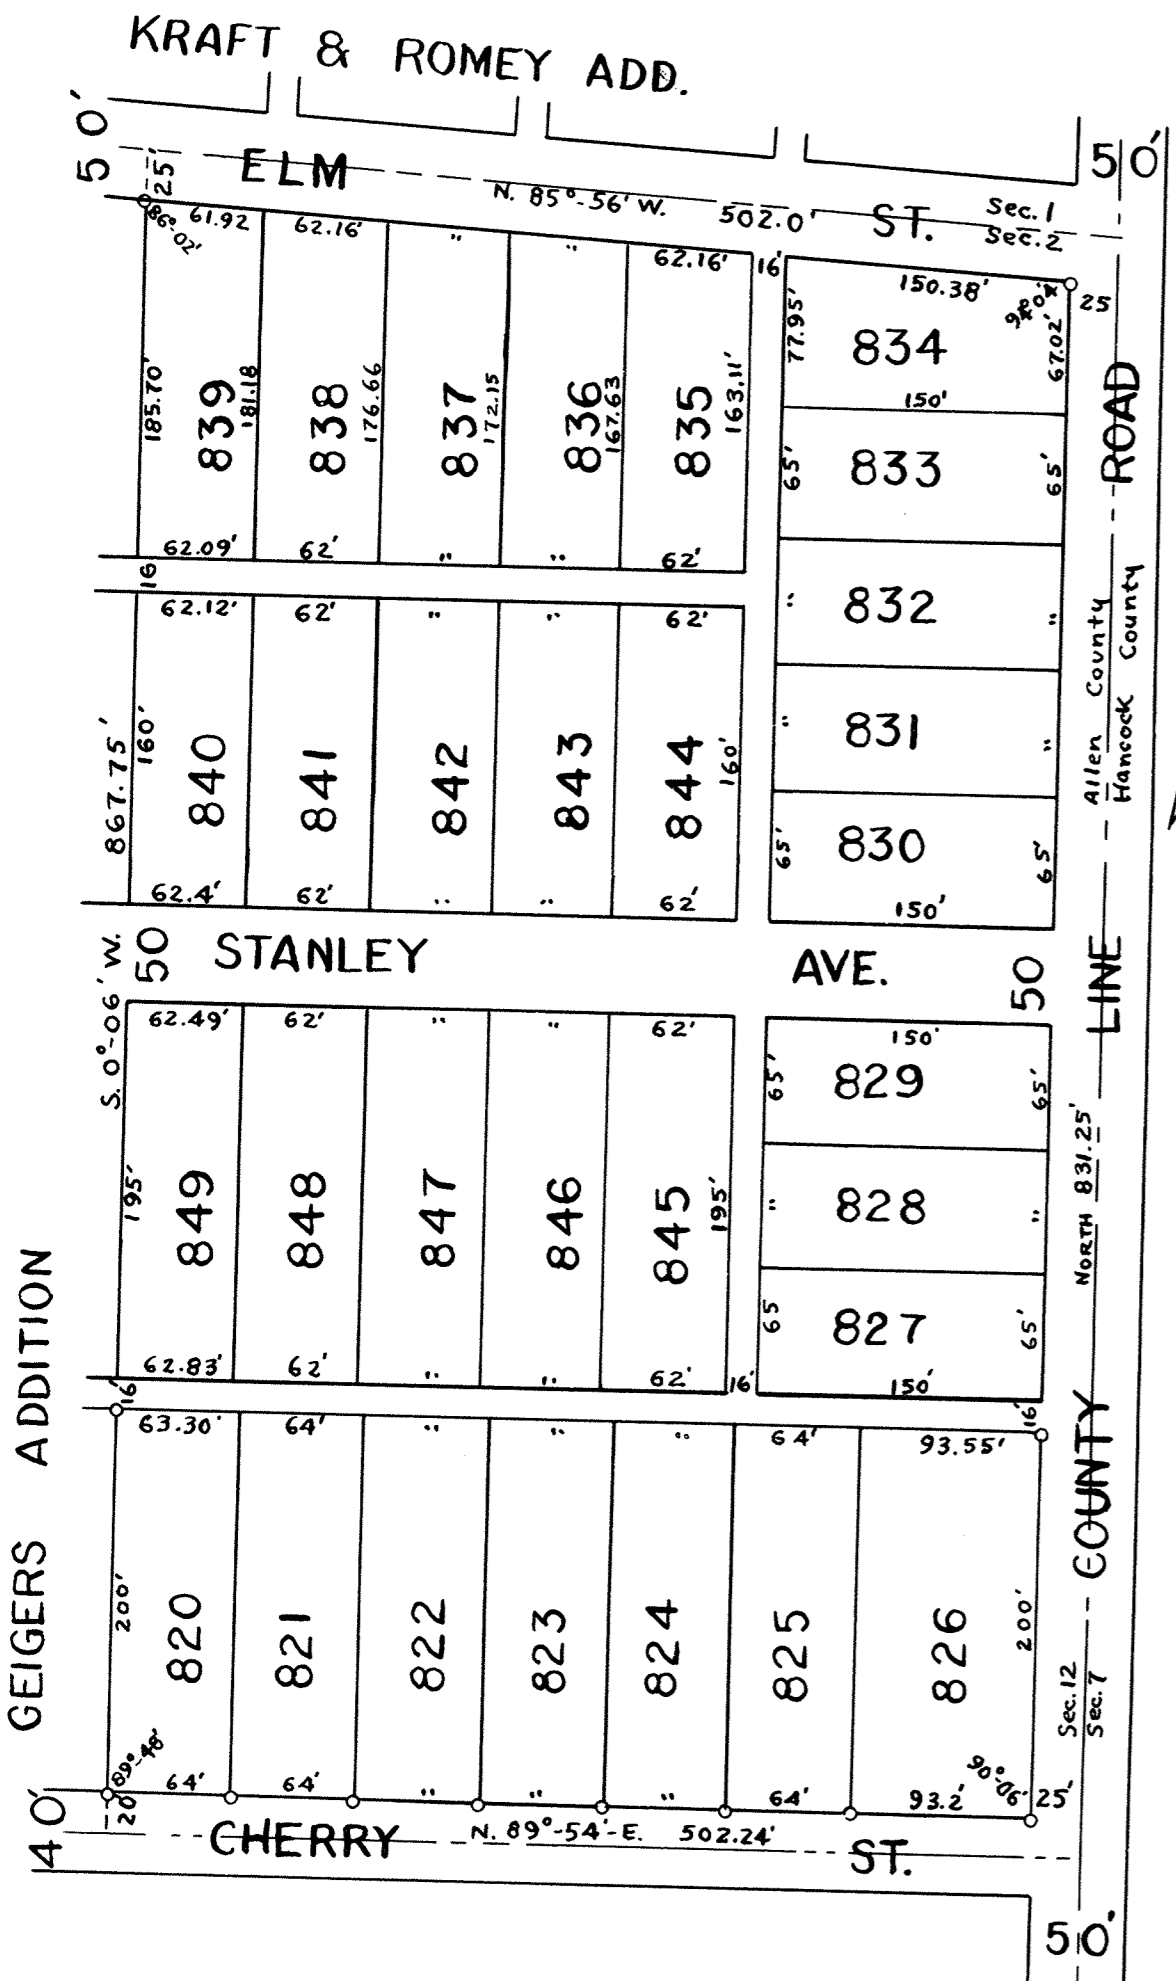 KRAFT & ROMEY ADD.
50'
ELM ST.
50'
25'
N. 85°-56' W. 502.0'
Sec. 1
Sec. 2
86°-02'
61.92 62.16' " " 62.16' 16' 150.38' 25
77.95' 834 67.02'
150'
185.70' 839 181.18 838 176.66 837 172.15 836 167.63 835 163.11'
65' 833 65'
62.09' 62' " " 62'
16
62.12' 62' " " 62'
" 832 "
867.75'
160' 840 841 842 843 844 160'
" 831 "
65' 830 65'
62.4' 62' " " 62' 150'
S. 0°-06' W.
50 STANLEY AVE. 50
62.49' 62' " " 62' 150'
65' 829 65'
195' 849 848 847 846 845 195'
" 828 "
65 827 65'
62.83' 62' " " 62' 16' 150'
16' 16'
63.30' 64' " " " 64' 93.55'
200' 820 821 822 823 824 825 826 200'
89°-48' 90°-06'
64' 64' " " " 64' 93.2' 25'
20'
40' CHERRY ST.
N. 89°-54'-E. 502.24'
50'
GEIGERS ADDITION
COUNTY LINE ROAD
Allen County
Hancock County
NORTH 831.25'
Sec. 12
Sec. 7